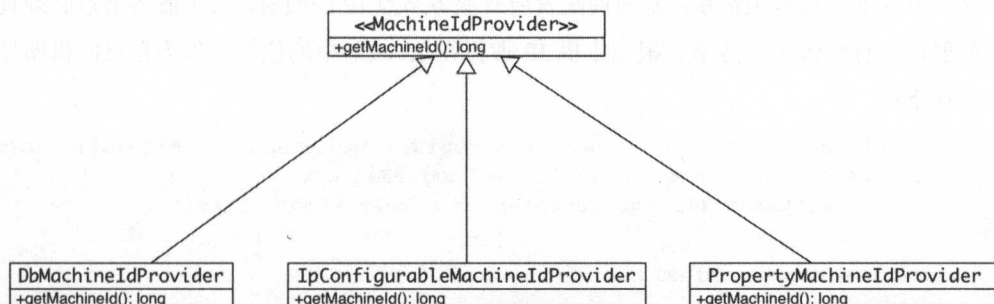 <<MachineIdProvider>>
+getMachineId(): long
DbMachineIdProvider
+getMachineId(): long
IpConfigurableMachineIdProvider
+getMachineId(): long
PropertyMachineIdProvider
+getMachineId(): long